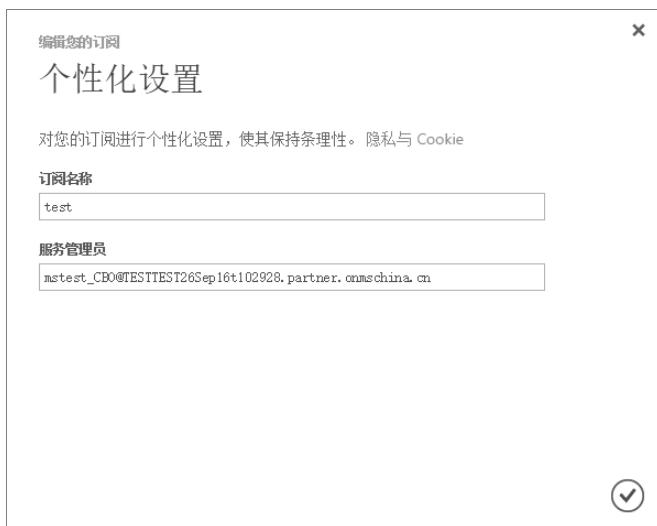 编辑您的订阅
个性化设置
对您的订阅进行个性化设置，使其保持条理性。 隐私与 Cookie
订阅名称
test
服务管理员
mstest_CBO@TESTTEST26Sep16t102928.partner.onmschina.cn